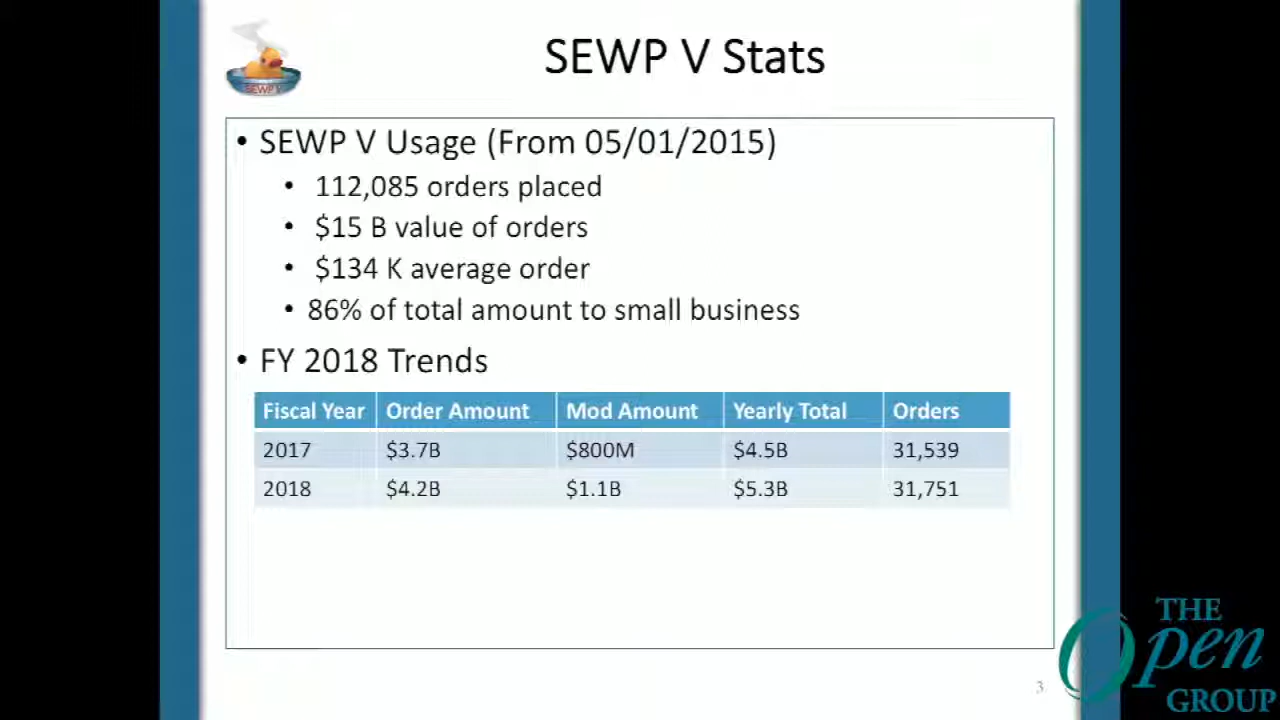 SEWP V Stats
SEWP V
• SEWP V Usage (From 05/01/2015)
• 112,085 orders placed
• $15 B value of orders
• $134 K average order
• 86% of total amount to small business
• FY 2018 Trends
Fiscal Year Order Amount Mod Amount Yearly Total Orders
2017 $3.7B $800M $4.5B 31,539
2018 $4.2B $1.1B $5.3B 31,751
3
THE
Open
GROUP